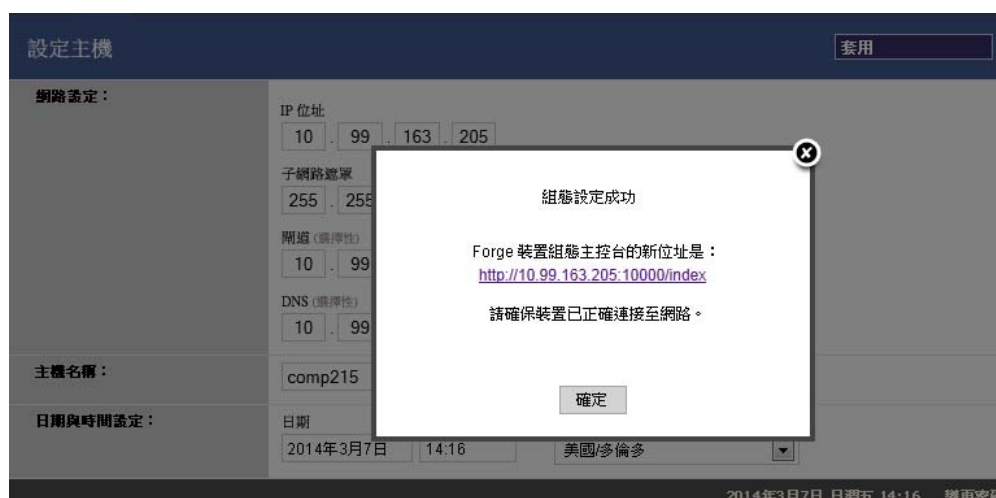 設定主機
套用
網路設定：
IP 位址
10 . 99 . 163 . 205
子網路遮罩
255 . 255
閘道 (選擇性)
10 . 99
DNS (選擇性)
10 . 99
組態設定成功
Forge 裝置組態主控台的新位址是：
http://10.99.163.205:10000/index
請確保裝置已正確連接至網路。
確定
主機名稱：
comp215
日期與時間設定：
日期
2014年3月7日
14:16
美國/多倫多
2014年3月7日 日週五 14:16